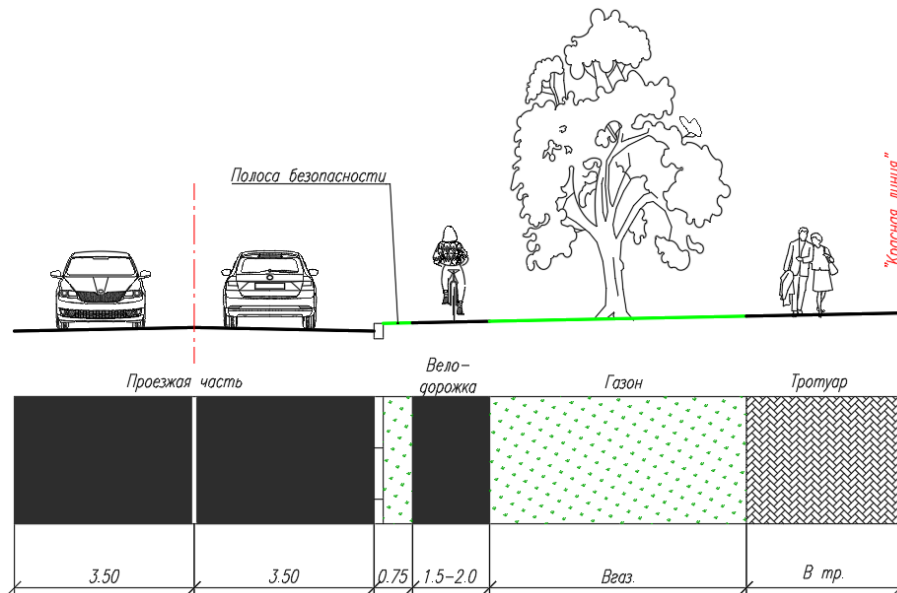 Полоса безопасности
"Красная линия"
Вело-
дорожка
Проезжая часть
Газон
Тротуар
3.50
3.50
0.75
1.5-2.0
Вгаз.
В тр.